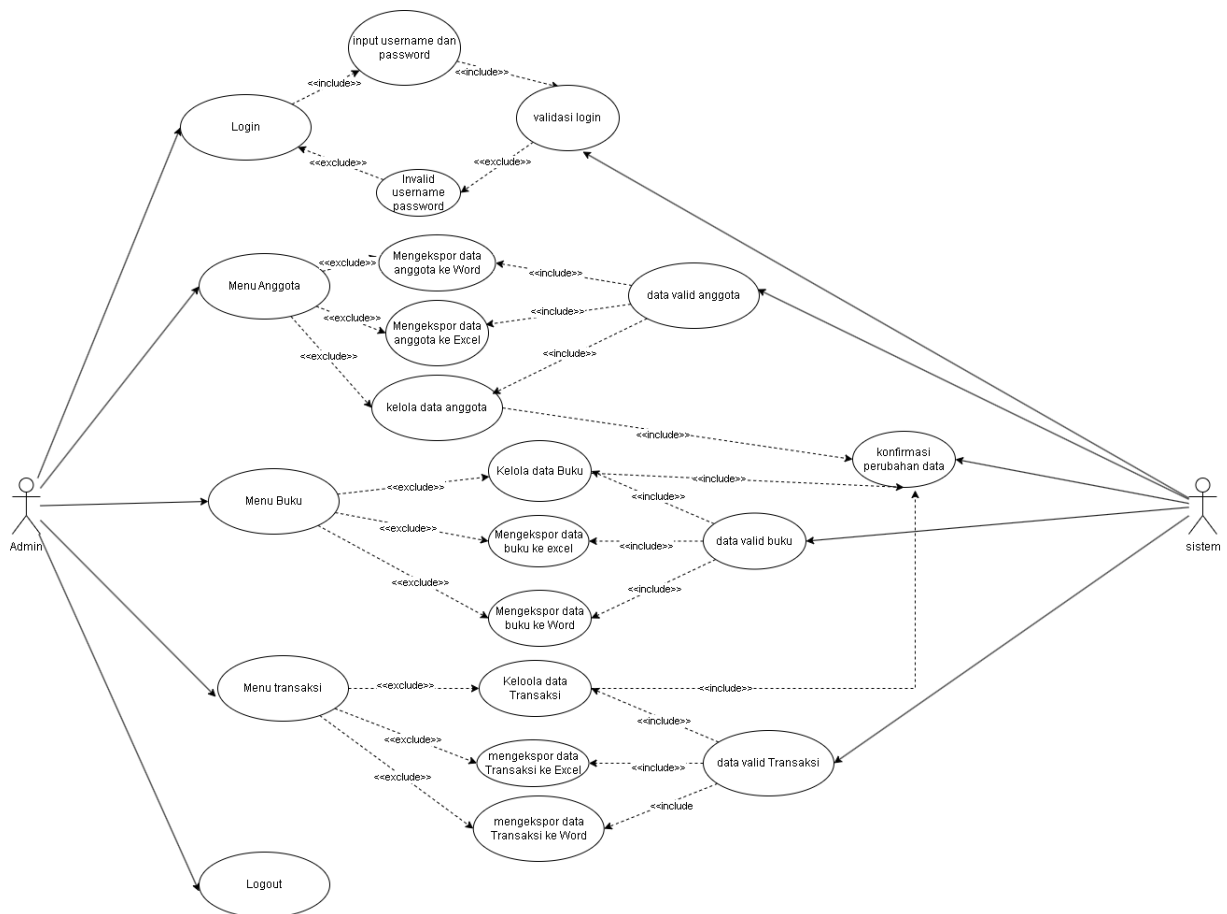 input username dan
password
<<include>>
<<include>>
Login
validasi login
<<exclude>>
<<exclude>>
Invalid
username
password
Mengekspor data
anggota ke Word
<<exclude>>
<<include>>
Menu Anggota
data valid anggota
<<exclude>>
<<include>>
Mengekspor data
anggota ke Excel
<<exclude>>
<<include>>
kelola data anggota
<<include>>
konfirmasi
perubahan data
Kelola data Buku
<<include>>
<<exclude>>
<<include>>
Menu Buku
Admin
sistem
<<exclude>>
Mengekspor data
buku ke excel
<<include>>
data valid buku
<<exclude>>
<<include>>
Mengekspor data
buku ke Word
Menu transaksi
<<exclude>>
Keloola data
Transaksi
<<include>>
<<include>>
<<exclude>>
mengekspor data
Transaksi ke Excel
<<include>>
data valid Transaksi
<<exclude>>
<<include
mengekspor data
Transaksi ke Word
Logout